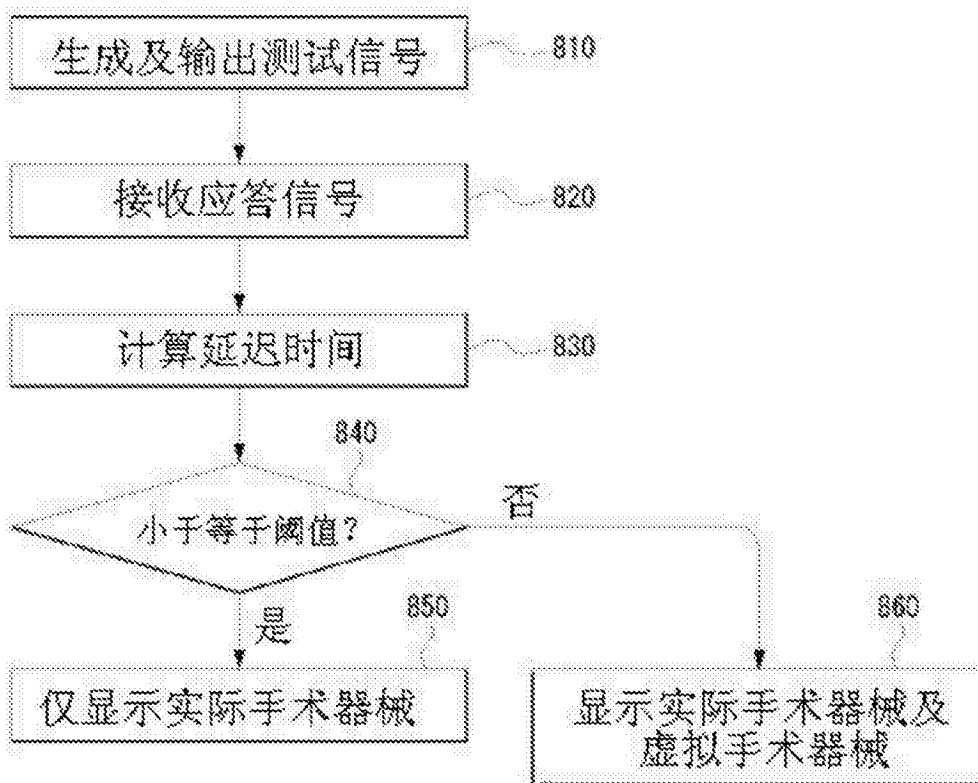 生成及输出测试信号
810
接收应答信号
820
计算延迟时间
830
840
小于等于阈值?
否
是
850
仅显示实际手术器械
860
显示实际手术器械及
虚拟手术器械